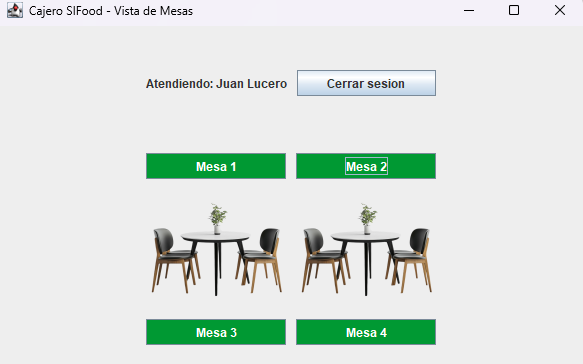 Cajero SIFood - Vista de Mesas
Atendiendo: Juan Lucero
Cerrar sesion
Mesa 1
Mesa 2
Mesa 3
Mesa 4